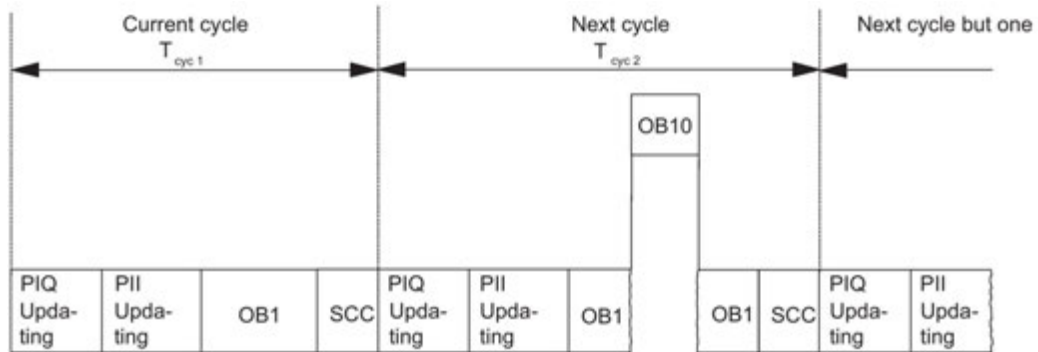 Current cycle
T cyc 1
Next cycle
T cyc 2
Next cycle but one
OB10
PIQ
Upda-
ting
PII
Upda-
ting
OB1
SCC
PIQ
Upda-
ting
PII
Upda-
ting
OB1
OB1
SCC
PIQ
Upda-
ting
PII
Upda-
ting